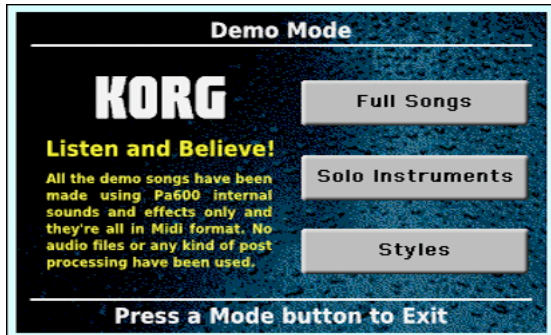 Demo Mode
KORG
Full Songs
Listen and Believe!
All the demo songs have been
made using Pa600 internal
sounds and effects only and
they're all in Midi format. No
audio files or any kind of post
processing have been used.
Solo Instruments
Styles
Press a Mode button to Exit